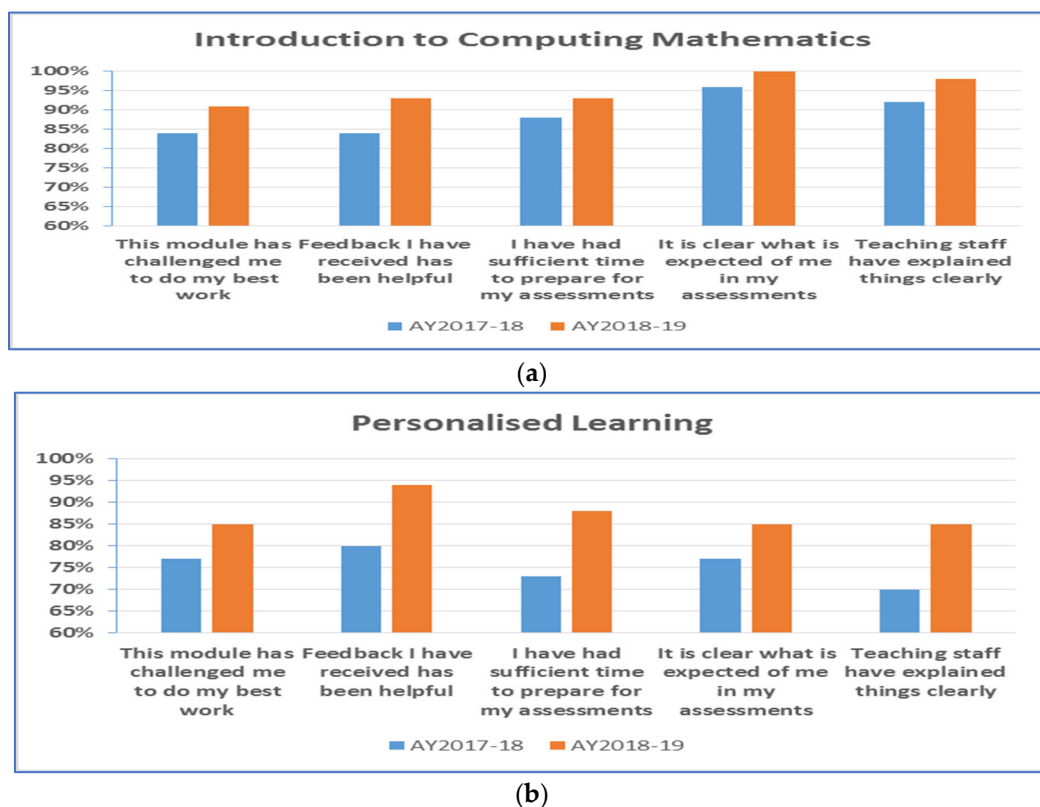 Introduction to Computing Mathematics
100%
95%
90%
85%
80%
75%
70%
65%
60%
This module has
challenged me
to do my best
work
Feedback I have
received has
been helpful
I have had
sufficient time
to prepare for
my assessments
It is clear what is
expected of me
in my
assessments
Teaching staff
have explained
things clearly
AY2017-18
AY2018-19
(a)
Personalised Learning
100%
95%
90%
85%
80%
75%
70%
65%
60%
This module has
challenged me
to do my best
work
Feedback I have
received has
been helpful
I have had
sufficient time
to prepare for
my assessments
It is clear what is
expected of me
in my
assessments
Teaching staff
have explained
things clearly
AY2017-18
AY2018-19
(b)